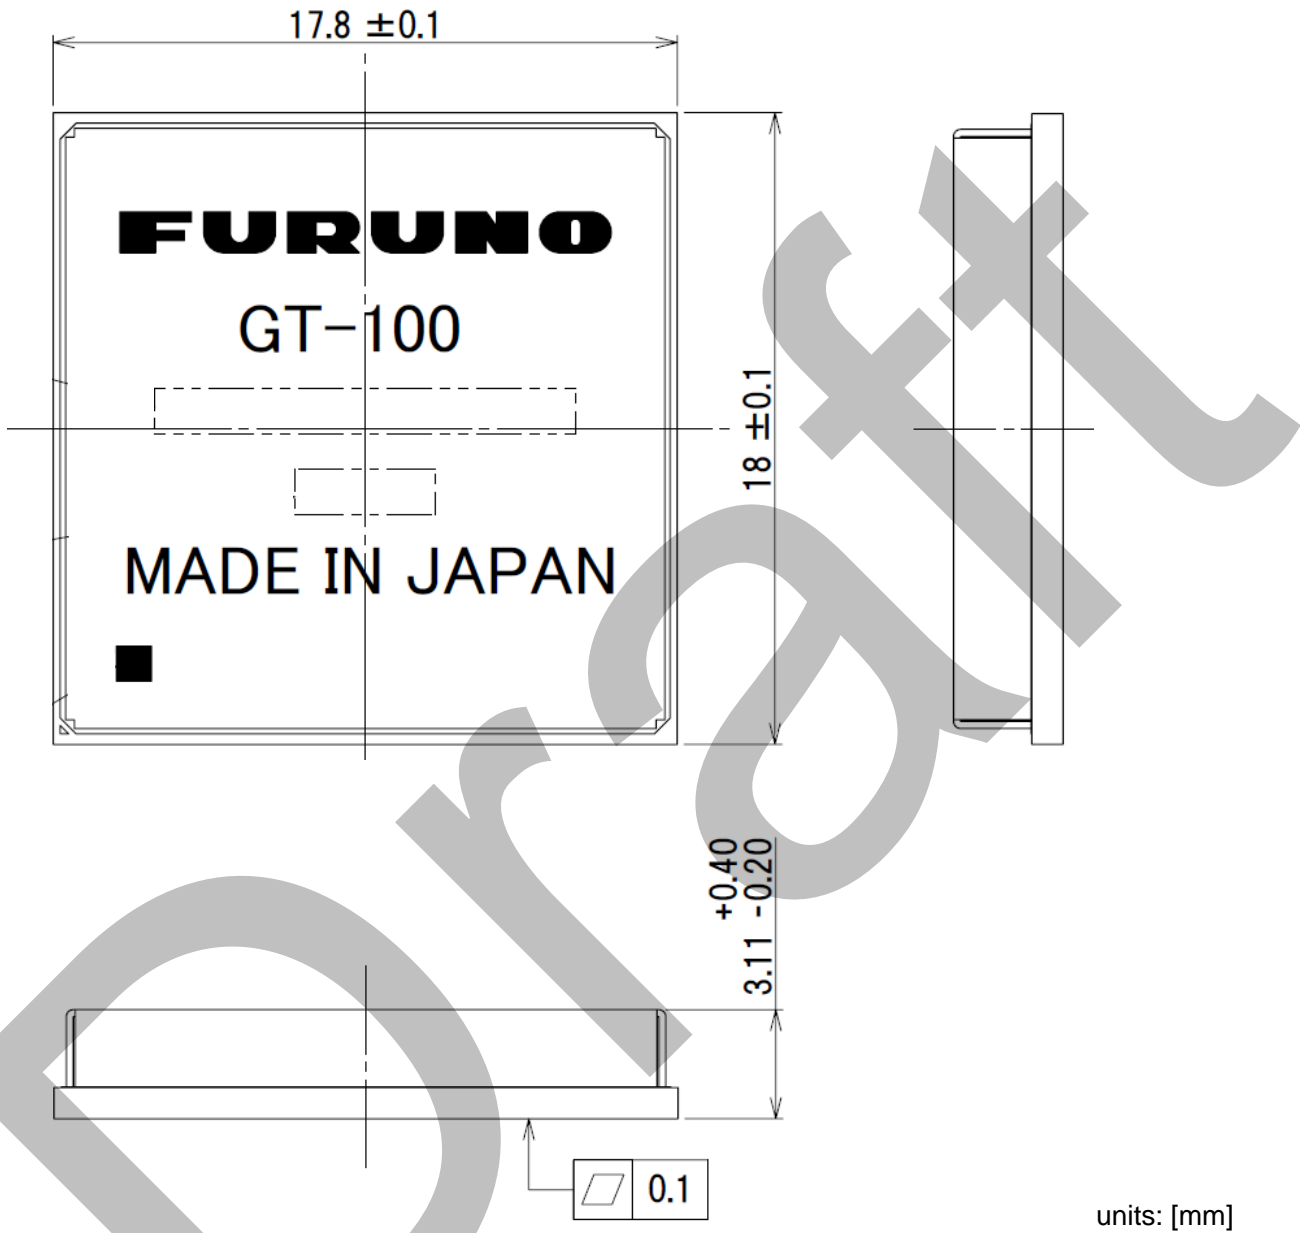 17.8 ±0.1
FURUNO
GT-100
MADE IN JAPAN
18 ±0.1
+0.40
3.11 -0.20
0.1
units: [mm]
Draft